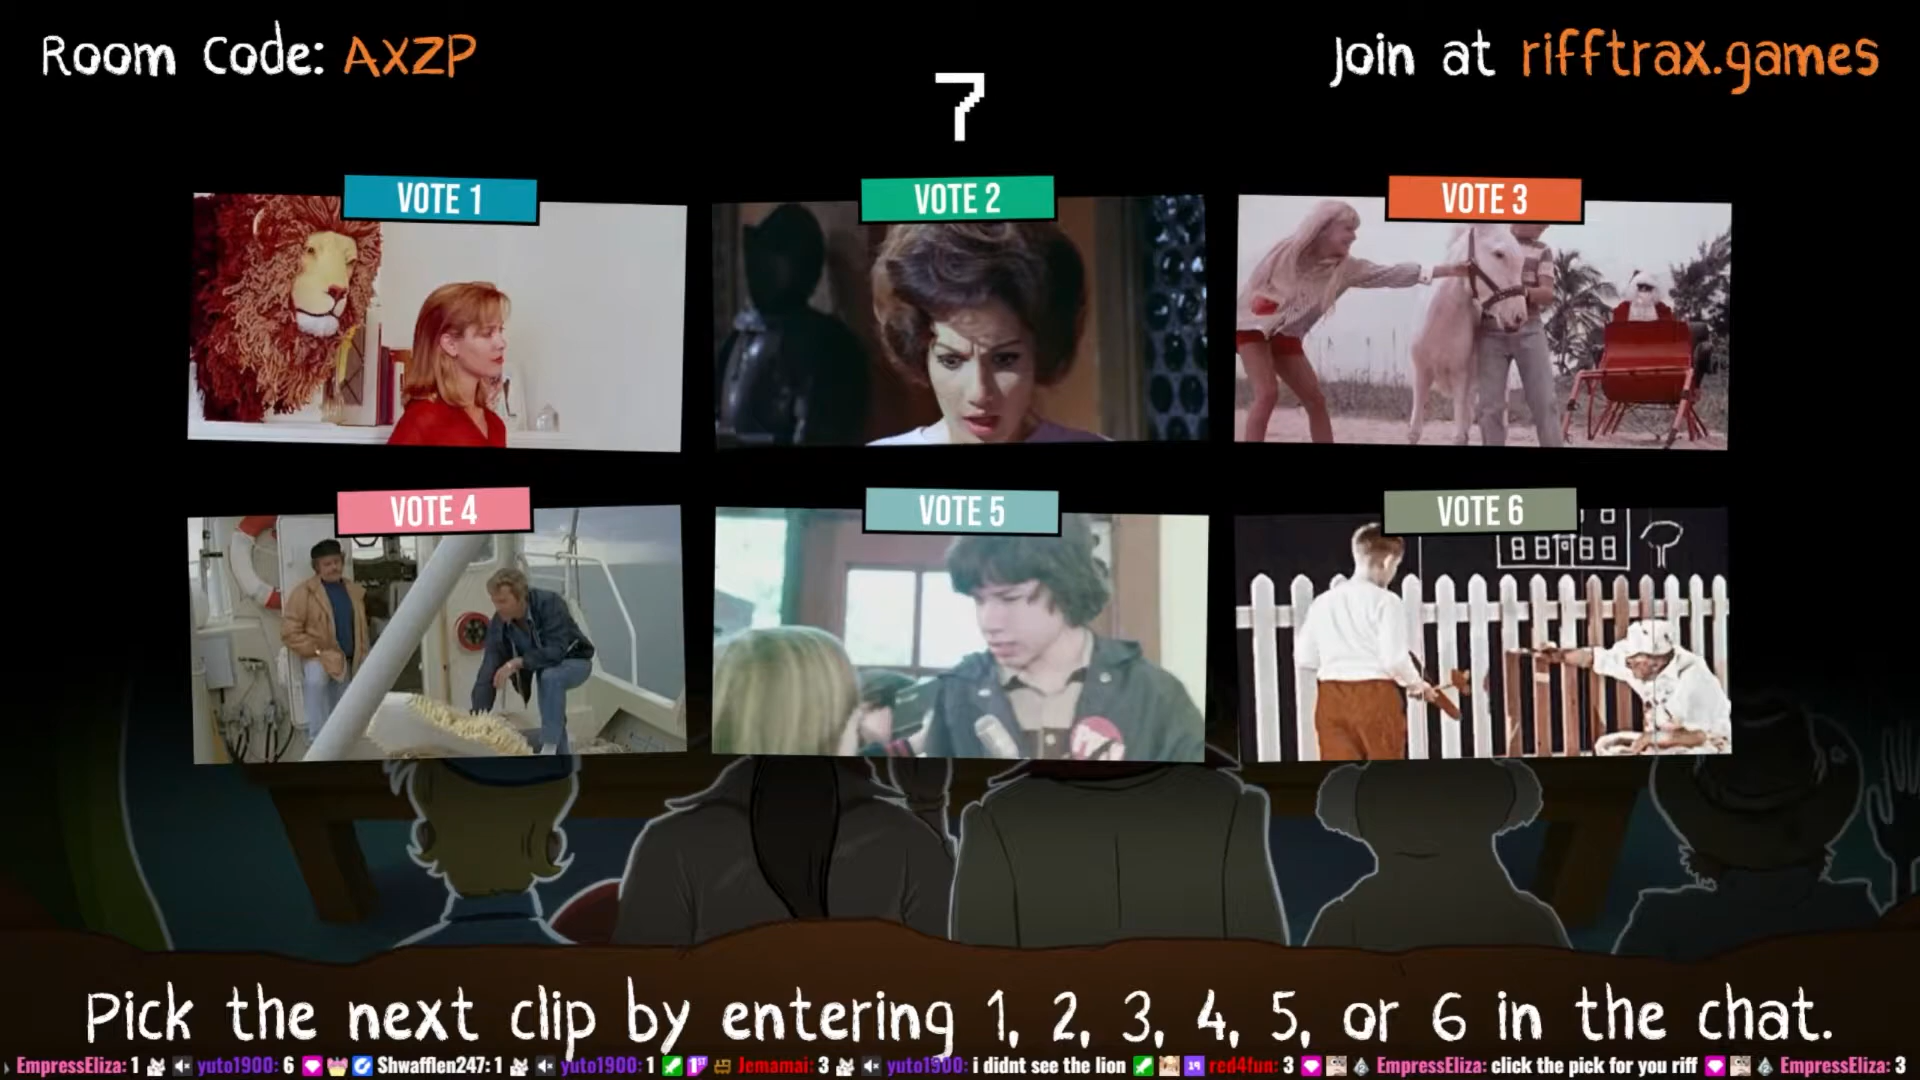 Room Code: AXZP
7
Join at rifftrax.games
VOTE 1
VOTE 2
VOTE 3
VOTE 4
VOTE 5
VOTE 6
Pick the next clip by entering 1, 2, 3, 4, 5, or 6 in the chat.
EmpressEliza: 1 yuto1900: 6 Shwafflen247: 1 yuto1900: 1 1ST Jemamai: 3 yuto1900: i didnt see the lion 19 red4fun: 3 EmpressEliza: click the pick for you riff EmpressEliza: 3